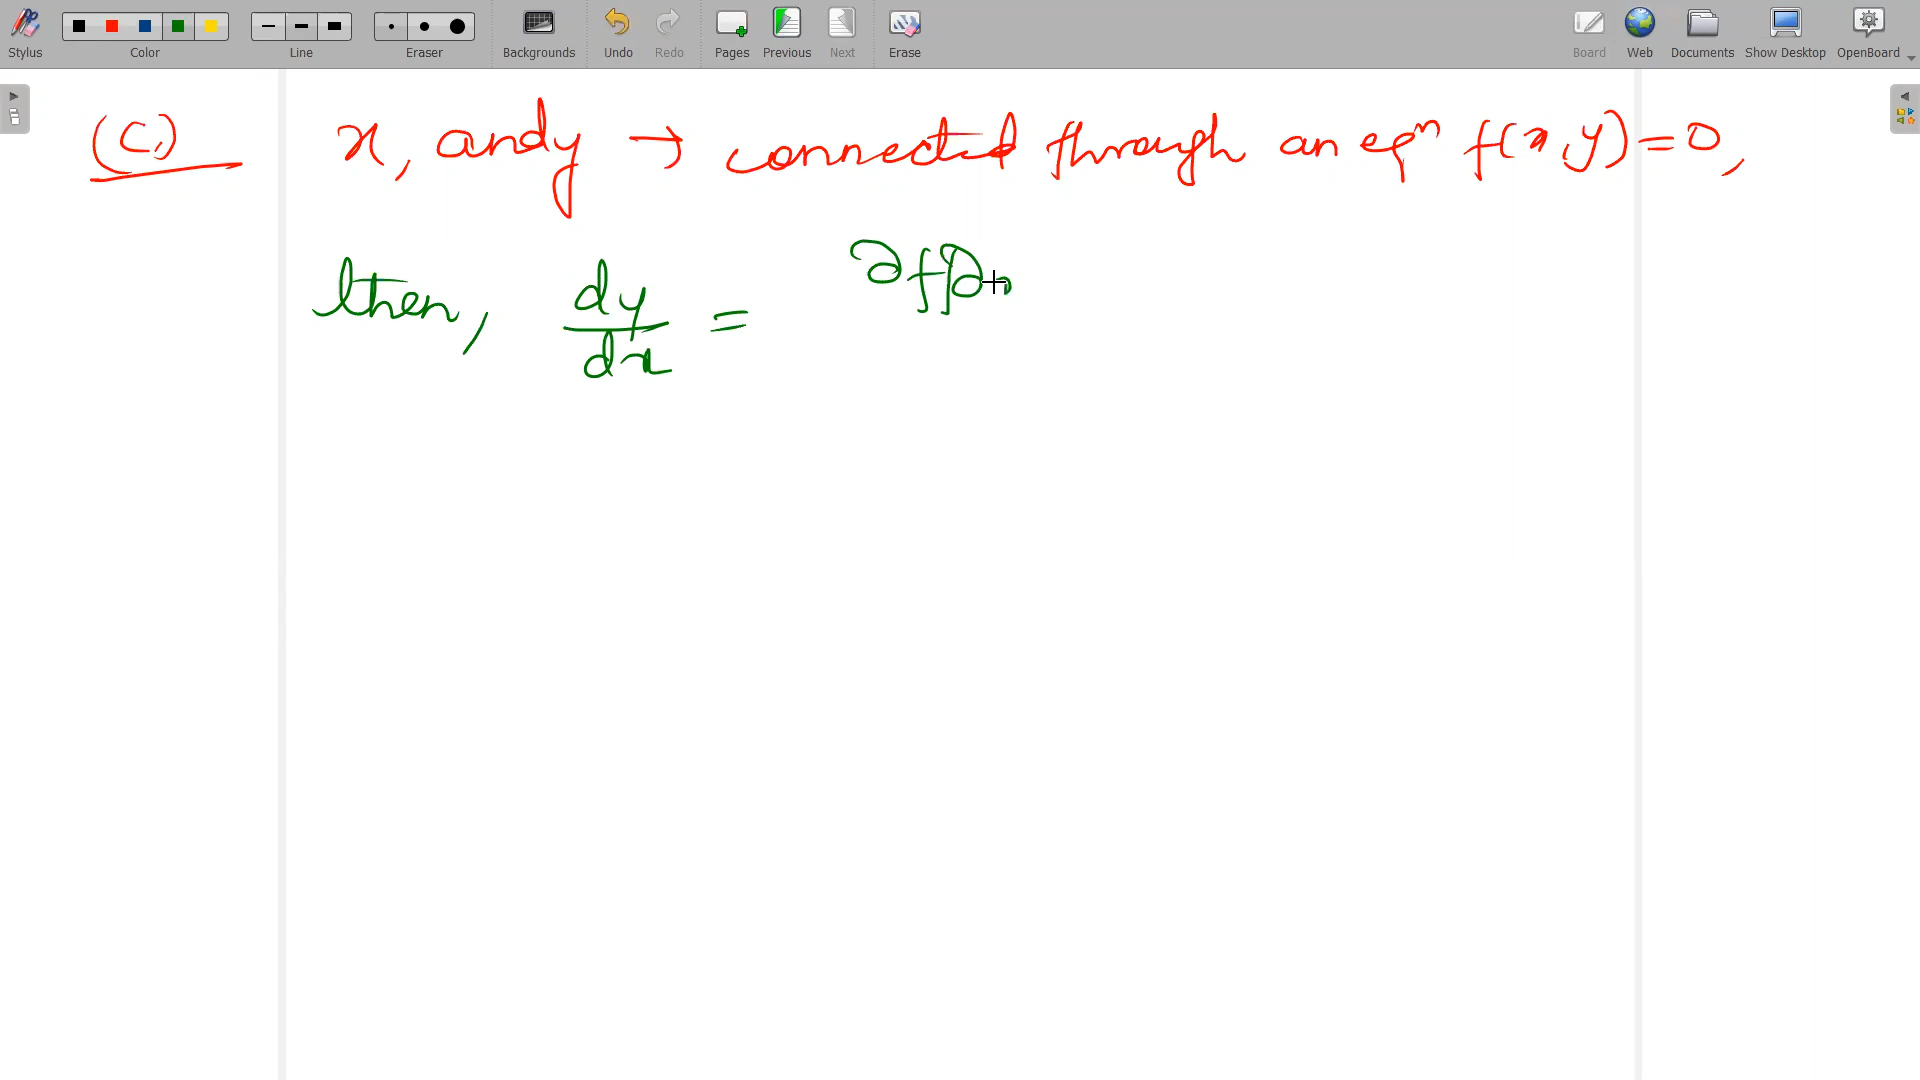 Stylus Color Line Eraser Backgrounds Undo Redo Pages Previous Next Erase Board Web Documents Show Desktop OpenBoard
(C.) x, and y → connected through an eqⁿ f(x,y)=0,
then, dy/dx = ∂f/∂x